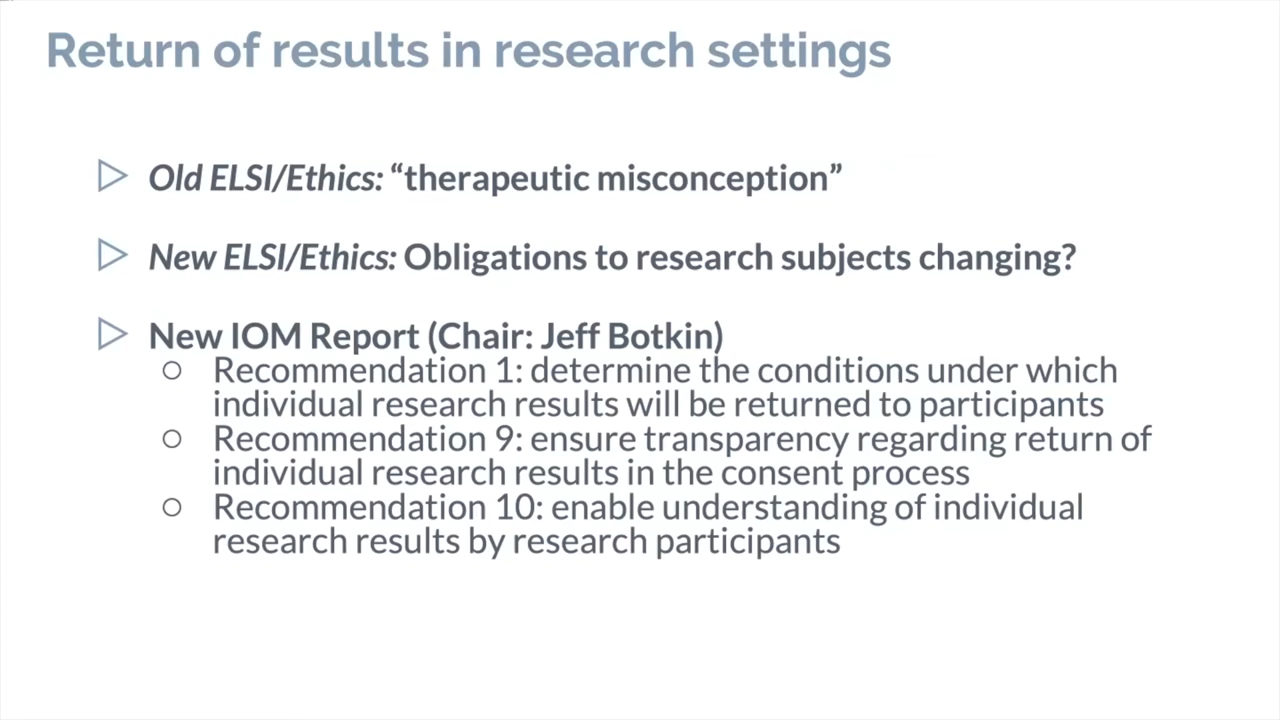 Return of results in research settings
Old ELSI/Ethics: “therapeutic misconception”
New ELSI/Ethics: Obligations to research subjects changing?
New IOM Report (Chair: Jeff Botkin)
Recommendation 1: determine the conditions under which
individual research results will be returned to participants
Recommendation 9: ensure transparency regarding return of
individual research results in the consent process
Recommendation 10: enable understanding of individual
research results by research participants